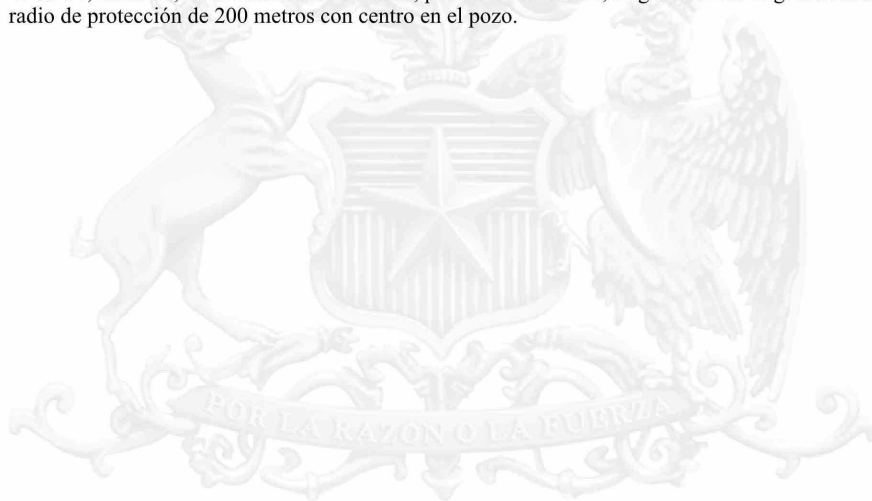 radio de protección de 200 metros con centro en el pozo.
POR LA RAZON O LA FUERZA